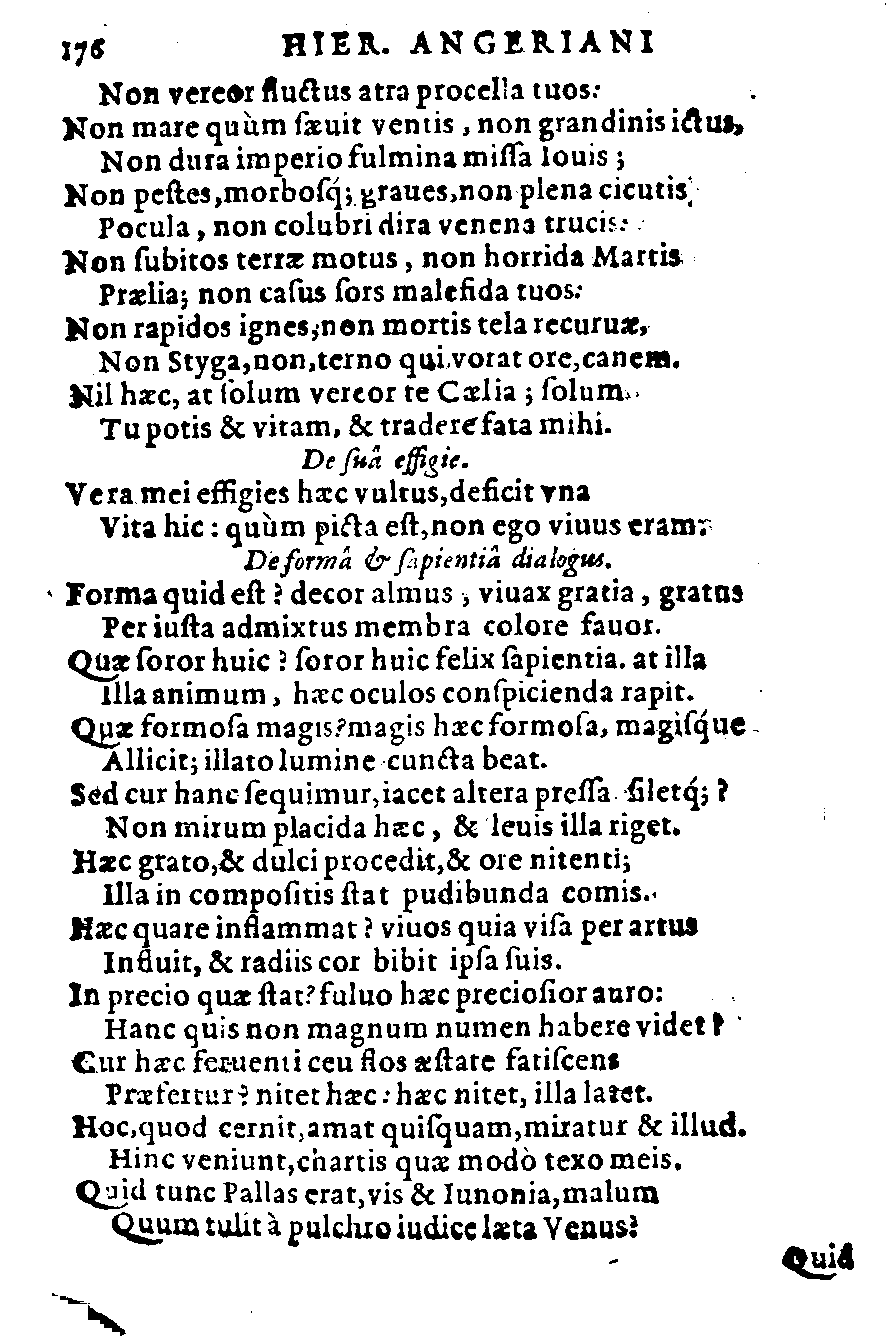 176 HIER. ANGERIANI
Non vereor fluctus atra procella tuos:
Non mare quùm ſæuit ventis, non grandinis ictus,
Non dura imperio fulmina miſſa Iouis;
Non peſtes, morboſq́; graues, non plena cicutis
Pocula, non colubri dira venena trucis:
Non ſubitos terræ motus, non horrida Martis
Prælia; non caſus ſors malefida tuos:
Non rapidos ignes, non mortis tela recuruæ,
Non Styga, non, terno qui vorat ore, canem.
Nil hæc, at ſolum vereor te Cælia; ſolum
Tu potis & vitam, & tradere fata mihi.
De ſuâ effigie.
Vera mei effigies hæc vultus, deficit vna
Vita hic: quùm picta eſt, non ego viuus eram.
De formâ & ſapientiâ dialogus.
Forma quid eſt? decor almus, viuax gratia, gratus
Per iuſta admixtus membra colore fauor.
Quæ ſoror huic? ſoror huic felix ſapientia. at illa
Illa animum, hæc oculos conſpicienda rapit.
Quæ formoſa magis? magis hæc formoſa, magiſq́ue
Allicit; illato lumine cuncta beat.
Sed cur hanc ſequimur, iacet altera preſſa ſiletq́;?
Non mirum placida hæc, & leuis illa riget.
Hæc grato, & dulci procedit, & ore nitenti;
Illa in compoſitis ſtat pudibunda comis.
Hæc quare inflammat? viuos quia viſa per artus
Influit, & radiis cor bibit ipſa ſuis.
In precio quæ ſtat? fuluo hæc precioſior auro:
Hanc quis non magnum numen habere videt?
Cur hæc feruenti ceu flos æſtate fatiſcens
Præfertur? nitet hæc: hæc nitet, illa latet.
Hoc, quod cernit, amat quiſquam, miratur & illud.
Hinc veniunt, chartis quæ modò texo meis.
Quid tunc Pallas erat, vis & Iunonia, malum
Quum tulit à pulchro iudice læta Venus?
Quid